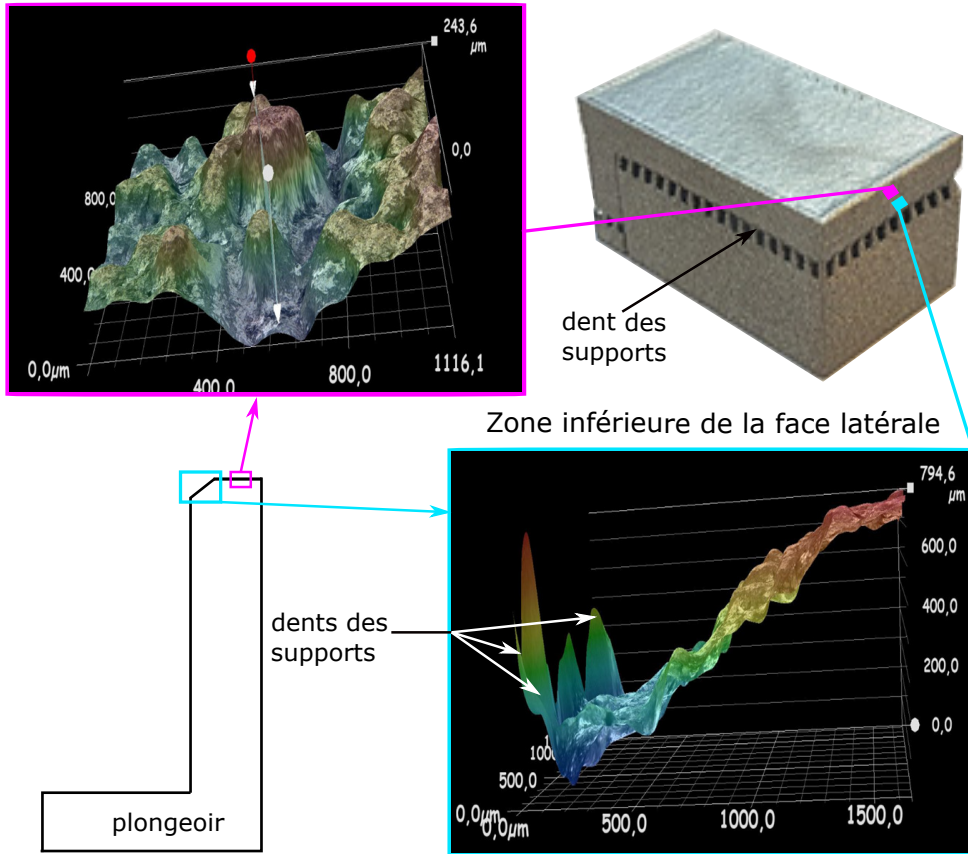 243,6
µm
0,0
800,0
400,0
0,0µm
400,0
800,0
1116,1
dent des
supports
Zone inférieure de la face latérale
794,6
µm
600,0
400,0
200,0
0,0
500,0
0,0µm
0,0µm
500,0
1000,0
1500,0
dents des
supports
plongeoir